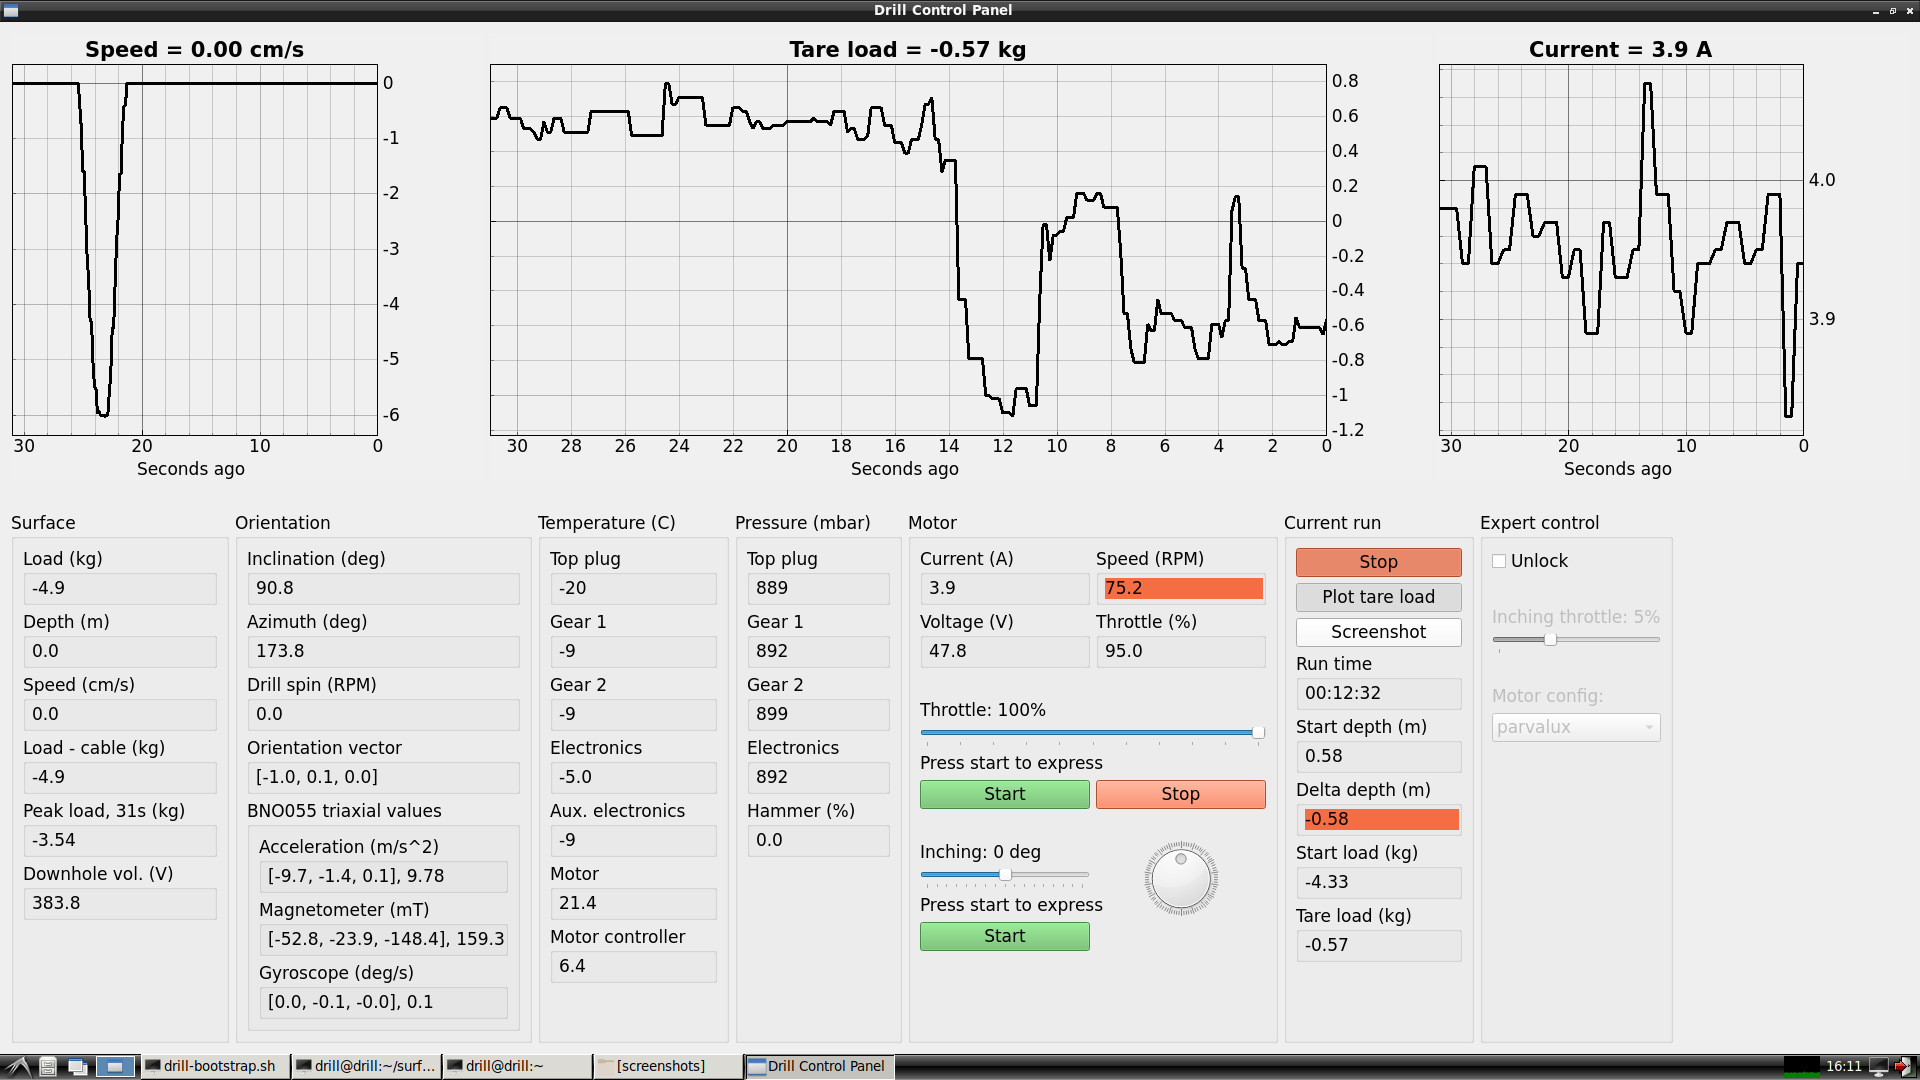 Drill Control Panel
Speed = 0.00 cm/s
0
-1
-2
-3
-4
-5
-6
30 20 10 0
Seconds ago
Tare load = -0.57 kg
0.8
0.6
0.4
0.2
0
-0.2
-0.4
-0.6
-0.8
-1
-1.2
30 28 26 24 22 20 18 16 14 12 10 8 6 4 2 0
Seconds ago
Current = 3.9 A
4.0
3.9
30 20 10 0
Seconds ago
Surface
Load (kg)
-4.9
Depth (m)
0.0
Speed (cm/s)
0.0
Load - cable (kg)
-4.9
Peak load, 31s (kg)
-3.54
Downhole vol. (V)
383.8
Orientation
Inclination (deg)
90.8
Azimuth (deg)
173.8
Drill spin (RPM)
0.0
Orientation vector
[-1.0, 0.1, 0.0]
BNO055 triaxial values
Acceleration (m/s^2)
[-9.7, -1.4, 0.1], 9.78
Magnetometer (mT)
[-52.8, -23.9, -148.4], 159.3
Gyroscope (deg/s)
[0.0, -0.1, -0.0], 0.1
Temperature (C)
Top plug
-20
Gear 1
-9
Gear 2
-9
Electronics
-5.0
Aux. electronics
-9
Motor
21.4
Motor controller
6.4
Pressure (mbar)
Top plug
889
Gear 1
892
Gear 2
899
Electronics
892
Hammer (%)
0.0
Motor
Current (A) Speed (RPM)
3.9 75.2
Voltage (V) Throttle (%)
47.8 95.0
Throttle: 100%
Press start to express
Start Stop
Inching: 0 deg
Press start to express
Start
Current run
Stop
Plot tare load
Screenshot
Run time
00:12:32
Start depth (m)
0.58
Delta depth (m)
-0.58
Start load (kg)
-4.33
Tare load (kg)
-0.57
Expert control
Unlock
Inching throttle: 5%
Motor config:
parvalux
drill-bootstrap.sh drill@drill:~/surf... drill@drill:~ [screenshots] Drill Control Panel 16:11